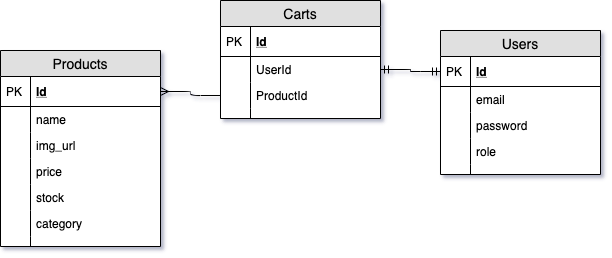 Carts
PK Id
UserId
ProductId
Users
PK Id
email
password
role
Products
PK Id
name
img_url
price
stock
category